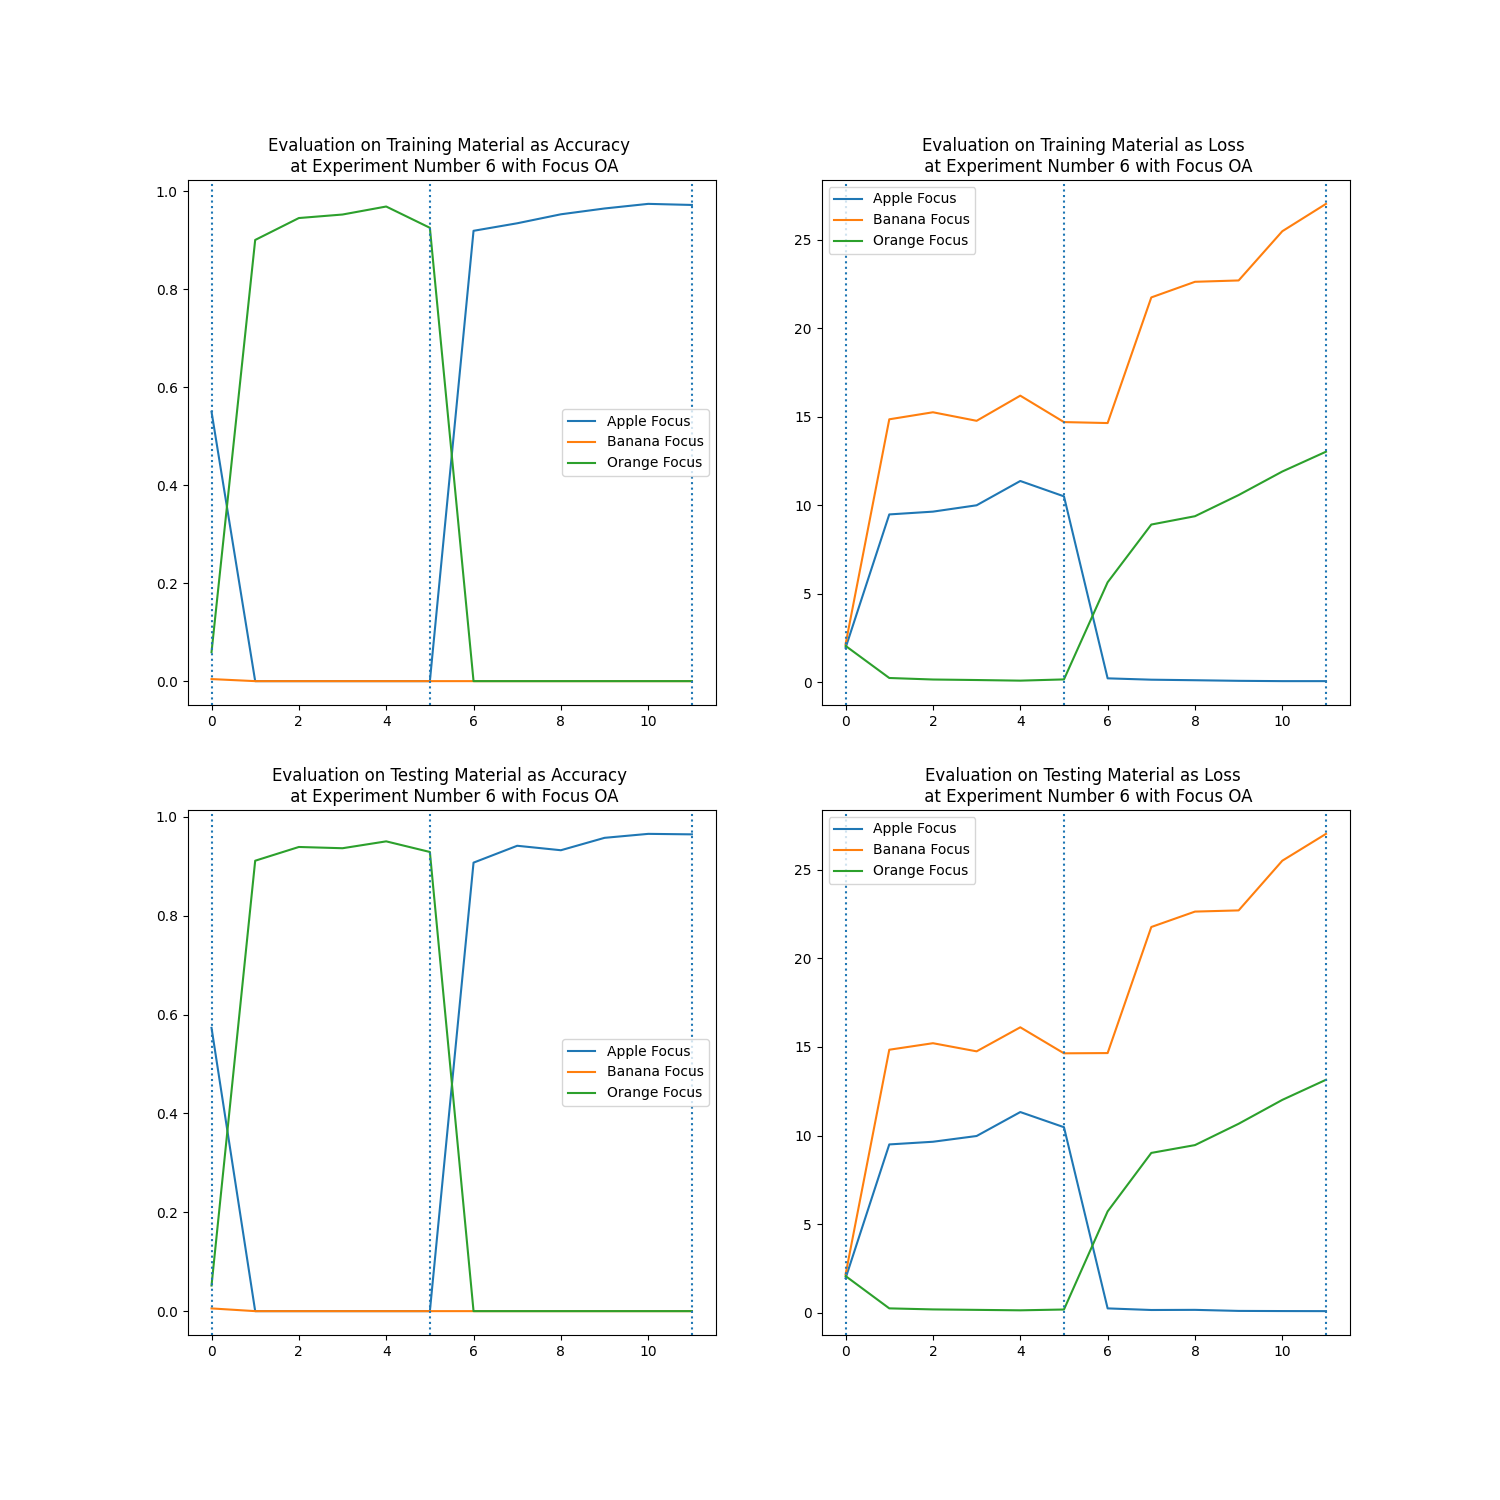 Evaluation on Training Material as Accuracy
at Experiment Number 6 with Focus OA
1.0
0.8
0.6
0.4
0.2
0.0
0 2 4 6 8 10
Apple Focus
Banana Focus
Orange Focus
Evaluation on Training Material as Loss
at Experiment Number 6 with Focus OA
Apple Focus
Banana Focus
Orange Focus
25
20
15
10
5
0
0 2 4 6 8 10
Evaluation on Testing Material as Accuracy
at Experiment Number 6 with Focus OA
1.0
0.8
0.6
0.4
0.2
0.0
0 2 4 6 8 10
Apple Focus
Banana Focus
Orange Focus
Evaluation on Testing Material as Loss
at Experiment Number 6 with Focus OA
Apple Focus
Banana Focus
Orange Focus
25
20
15
10
5
0
0 2 4 6 8 10